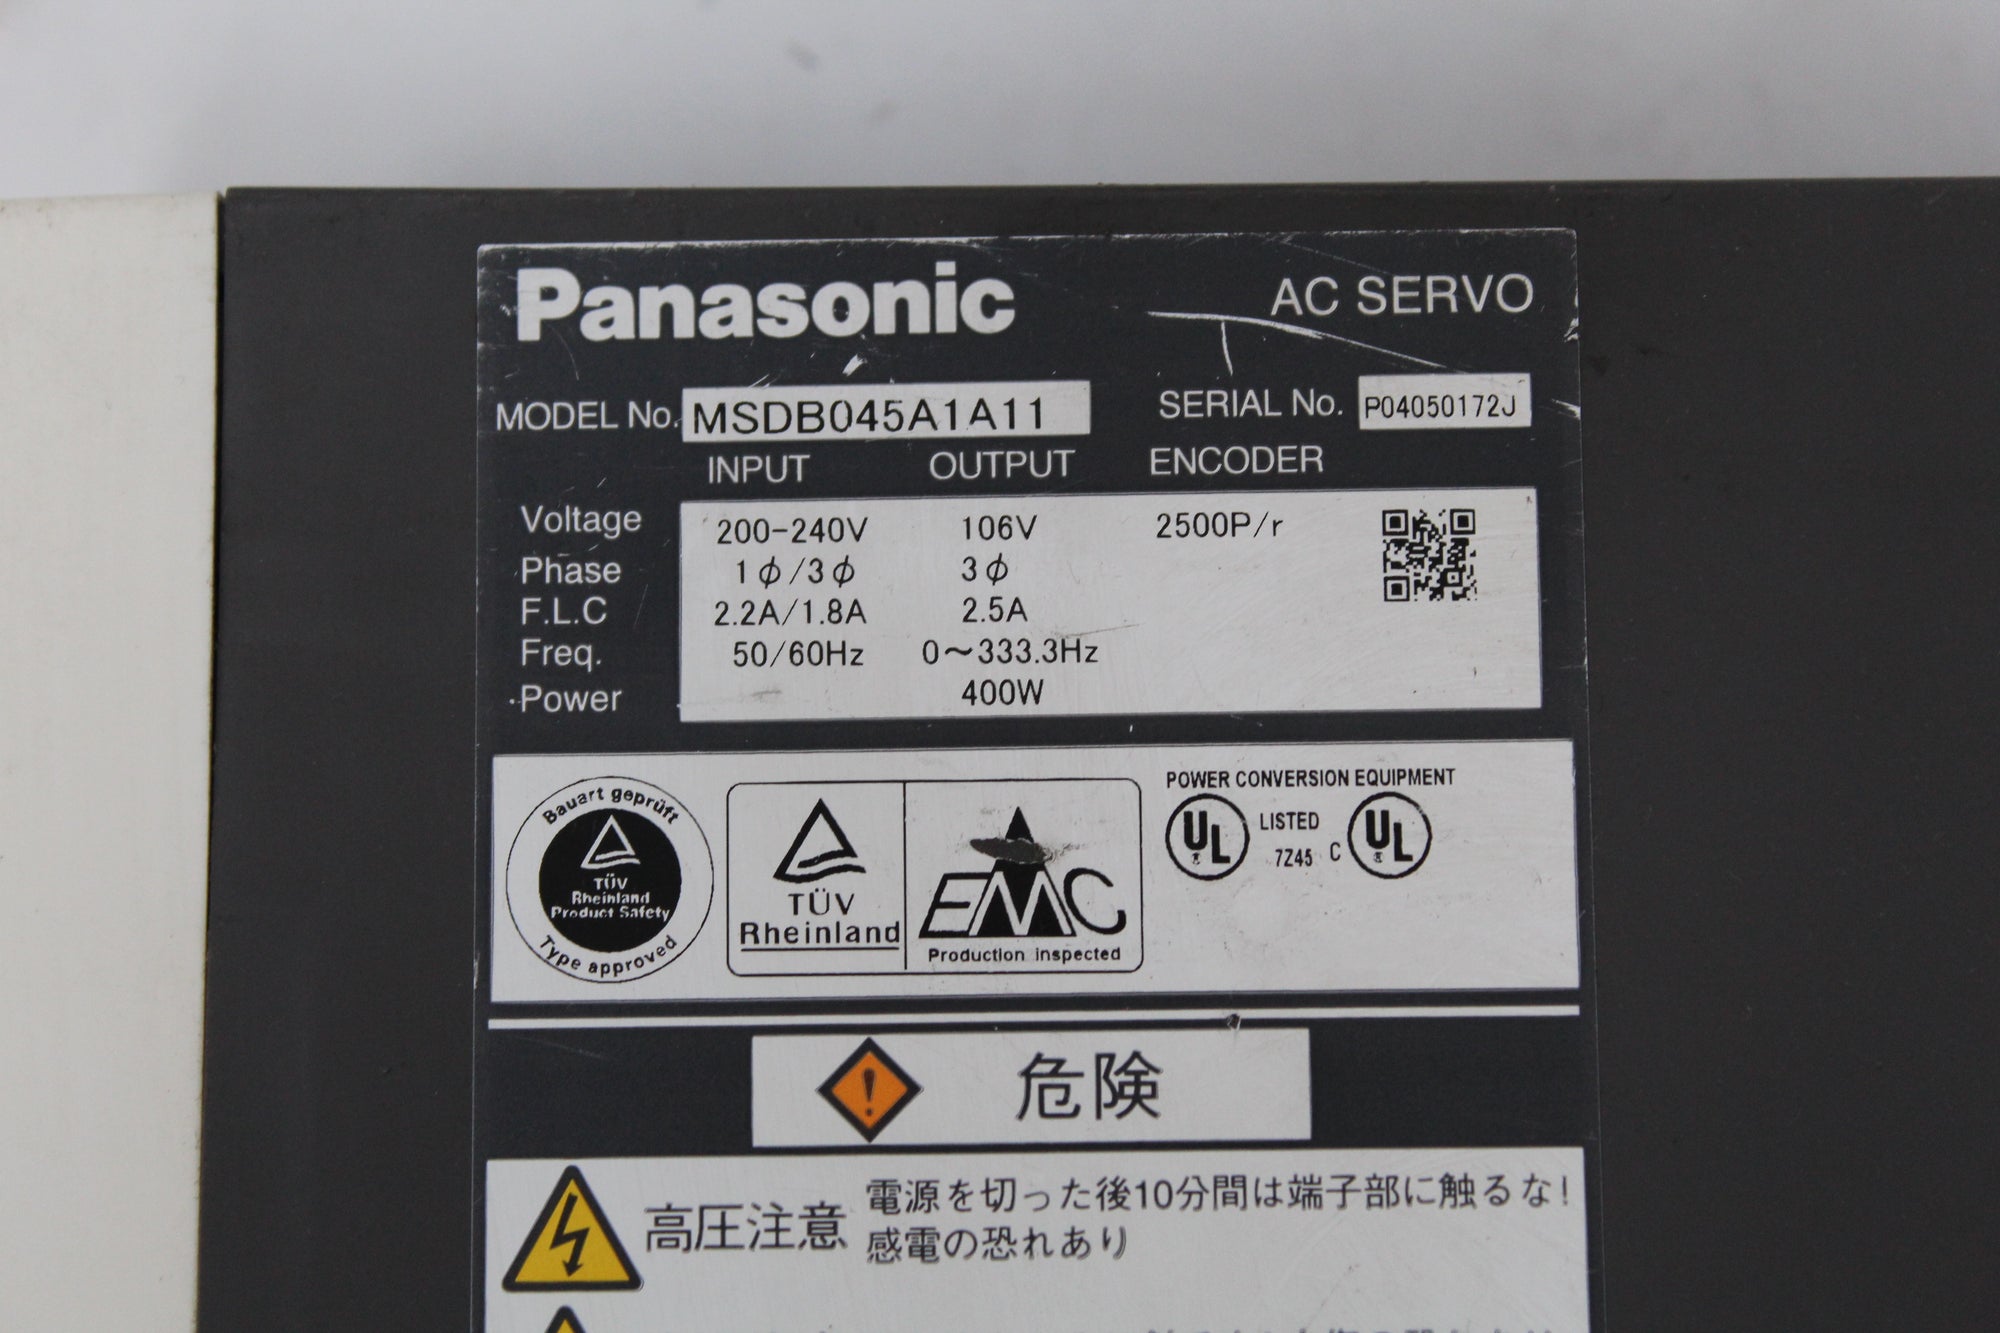 Panasonic AC SERVO
MODEL No. MSDB045A1A11 SERIAL No. P04050172J
INPUT OUTPUT ENCODER
Voltage 200-240V 106V 2500P/r
Phase 1φ/3φ 3φ
F.L.C 2.2A/1.8A 2.5A
Freq. 50/60Hz 0～333.3Hz
Power 400W
Bauart geprüft
TÜV
Rheinland
Product Safety
Type approved
TÜV
Rheinland
EMC
Production inspected
POWER CONVERSION EQUIPMENT
UL LISTED C UL
7Z45
危険
高圧注意
電源を切った後10分間は端子部に触るな!
感電の恐れあり